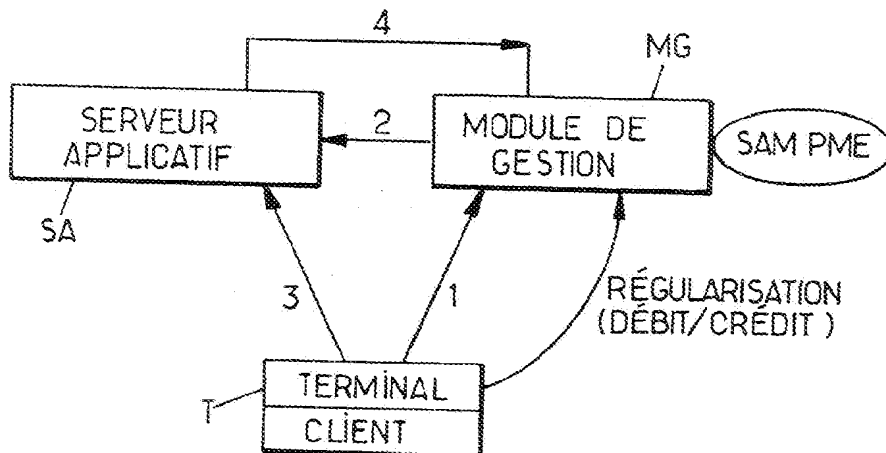 4
MG
SERVEUR
APPLICATIF
2
MODULE DE
GESTION
SAM PME
SA
3
1
RÉGULARISATION
(DÉBIT/CRÉDIT)
T
TERMINAL
CLIENT